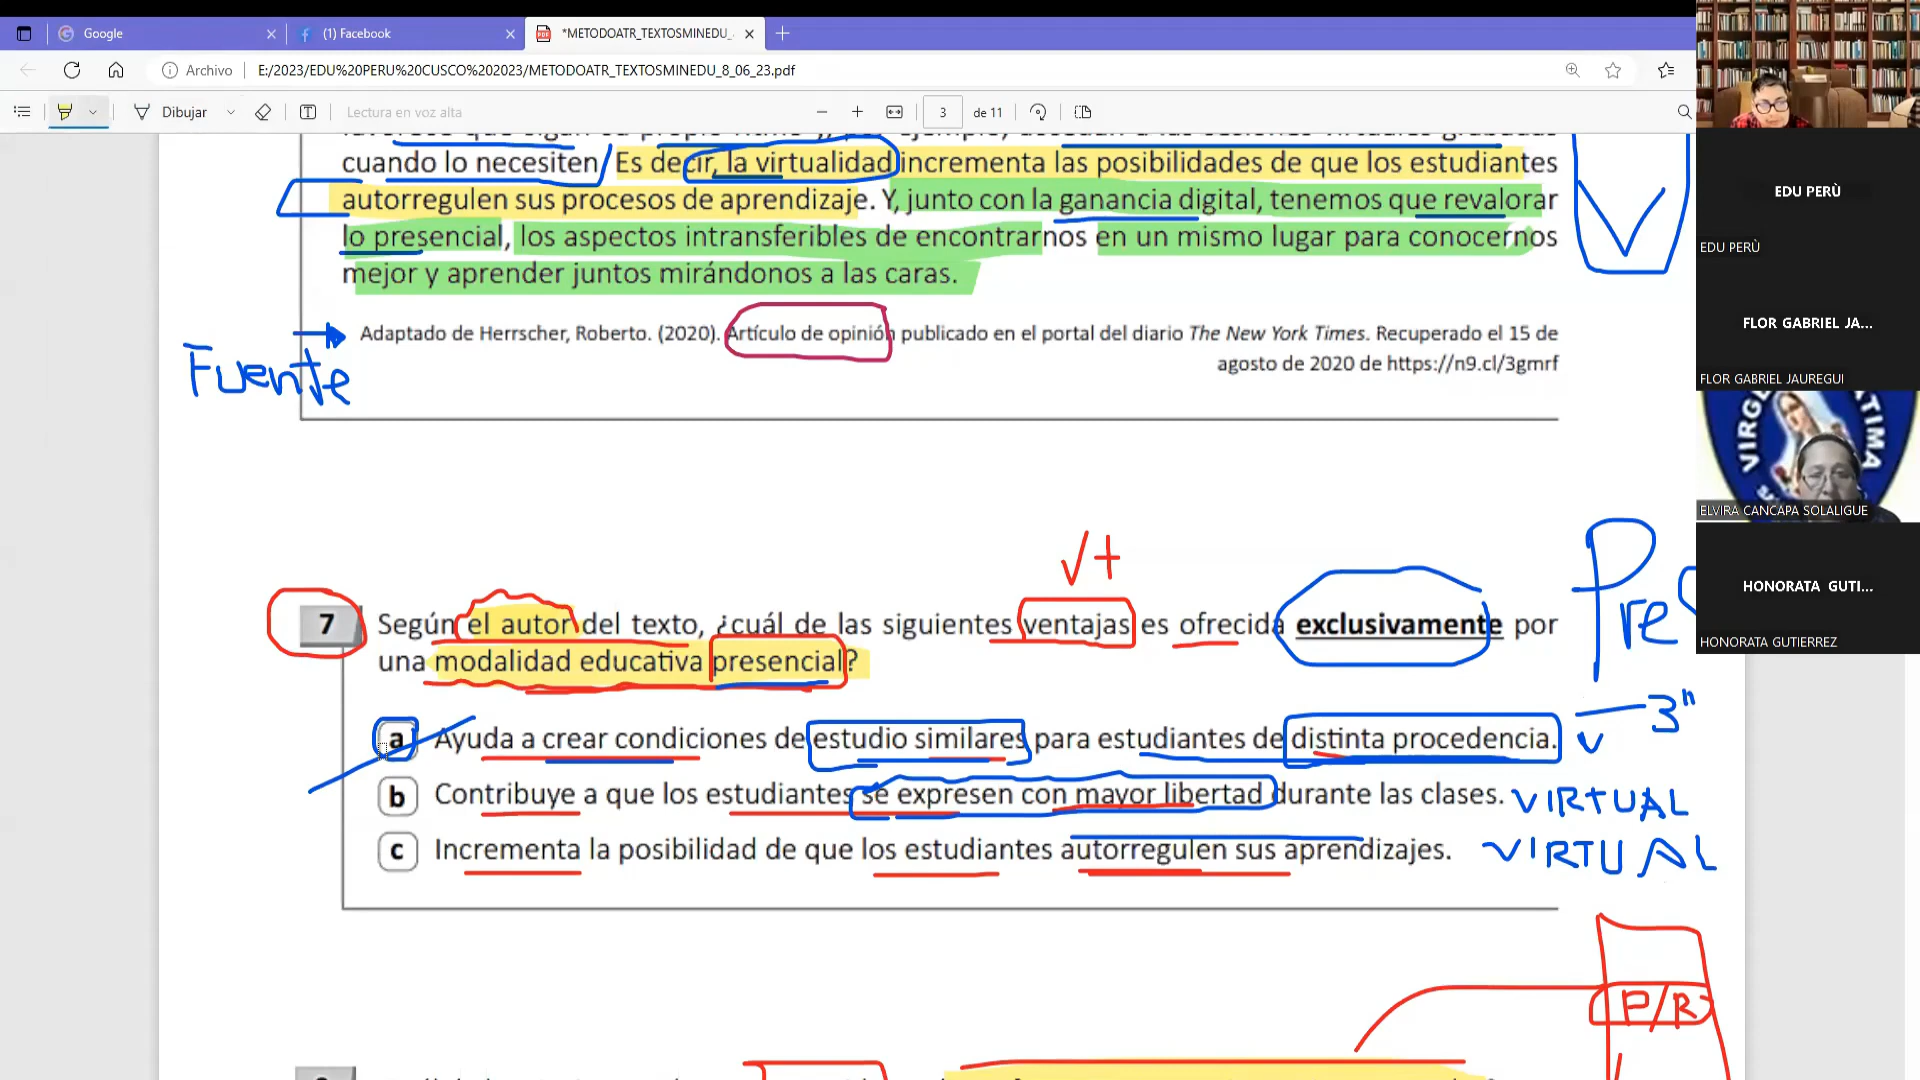 Google
(1) Facebook
*METODOATR_TEXTOSMINEDU_
Archivo
E:/2023/EDU%20PERU%20CUSCO%202023/METODOATR_TEXTOSMINEDU_8_06_23.pdf
Dibujar
Lectura en voz alta
3
de 11
cuando lo necesiten. Es decir, la virtualidad incrementa las posibilidades de que los estudiantes
autorregulen sus procesos de aprendizaje. Y, junto con la ganancia digital, tenemos que revalorar
lo presencial, los aspectos intransferibles de encontrarnos en un mismo lugar para conocernos
mejor y aprender juntos mirándonos a las caras.
Adaptado de Herrscher, Roberto. (2020). Artículo de opinión publicado en el portal del diario The New York Times. Recuperado el 15 de
agosto de 2020 de https://n9.cl/3gmrf
Fuente
V
√+
7
Según el autor del texto, ¿cuál de las siguientes ventajas es ofrecida exclusivamente por
una modalidad educativa presencial?
Pre
a Ayuda a crear condiciones de estudio similares para estudiantes de distinta procedencia.
3"
V
b Contribuye a que los estudiantes se expresen con mayor libertad durante las clases.
VIRTUAL
c Incrementa la posibilidad de que los estudiantes autorregulen sus aprendizajes.
VIRTUAL
P/R
EDU PERÙ
EDU PERÙ
FLOR GABRIEL JA...
FLOR GABRIEL JAUREGUI
ELVIRA CANCAPA SOLALIGUE
HONORATA GUTI...
HONORATA GUTIERREZ